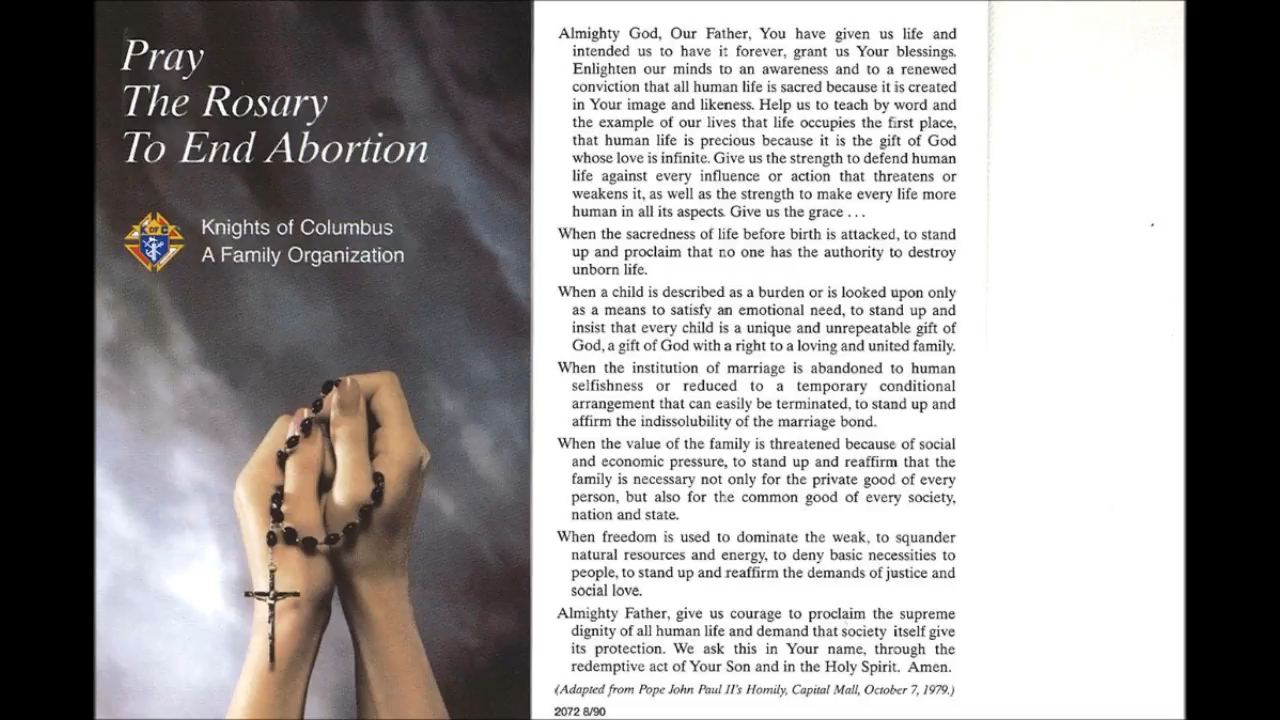 Pray
The Rosary
To End Abortion
K OF C
Knights of Columbus
A Family Organization
Almighty God, Our Father, You have given us life and
intended us to have it forever, grant us Your blessings.
Enlighten our minds to an awareness and to a renewed
conviction that all human life is sacred because it is created
in Your image and likeness. Help us to teach by word and
the example of our lives that life occupies the first place,
that human life is precious because it is the gift of God
whose love is infinite. Give us the strength to defend human
life against every influence or action that threatens or
weakens it, as well as the strength to make every life more
human in all its aspects. Give us the grace . . .
When the sacredness of life before birth is attacked, to stand
up and proclaim that no one has the authority to destroy
unborn life.
When a child is described as a burden or is looked upon only
as a means to satisfy an emotional need, to stand up and
insist that every child is a unique and unrepeatable gift of
God, a gift of God with a right to a loving and united family.
When the institution of marriage is abandoned to human
selfishness or reduced to a temporary conditional
arrangement that can easily be terminated, to stand up and
affirm the indissolubility of the marriage bond.
When the value of the family is threatened because of social
and economic pressure, to stand up and reaffirm that the
family is necessary not only for the private good of every
person, but also for the common good of every society,
nation and state.
When freedom is used to dominate the weak, to squander
natural resources and energy, to deny basic necessities to
people, to stand up and reaffirm the demands of justice and
social love.
Almighty Father, give us courage to proclaim the supreme
dignity of all human life and demand that society itself give
its protection. We ask this in Your name, through the
redemptive act of Your Son and in the Holy Spirit. Amen.
(Adapted from Pope John Paul II's Homily, Capital Mall, October 7, 1979.)
2072 8/90